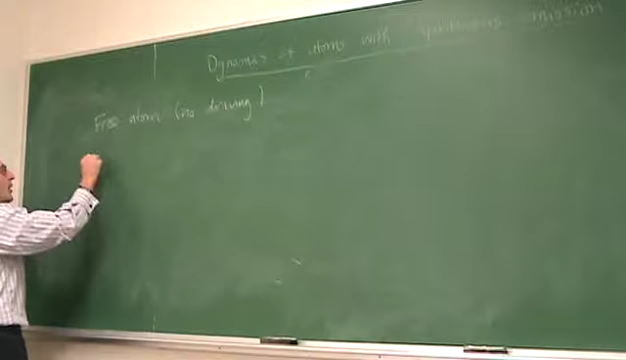 Dynamics of atoms with spontaneous emission
Free atom (no driving)